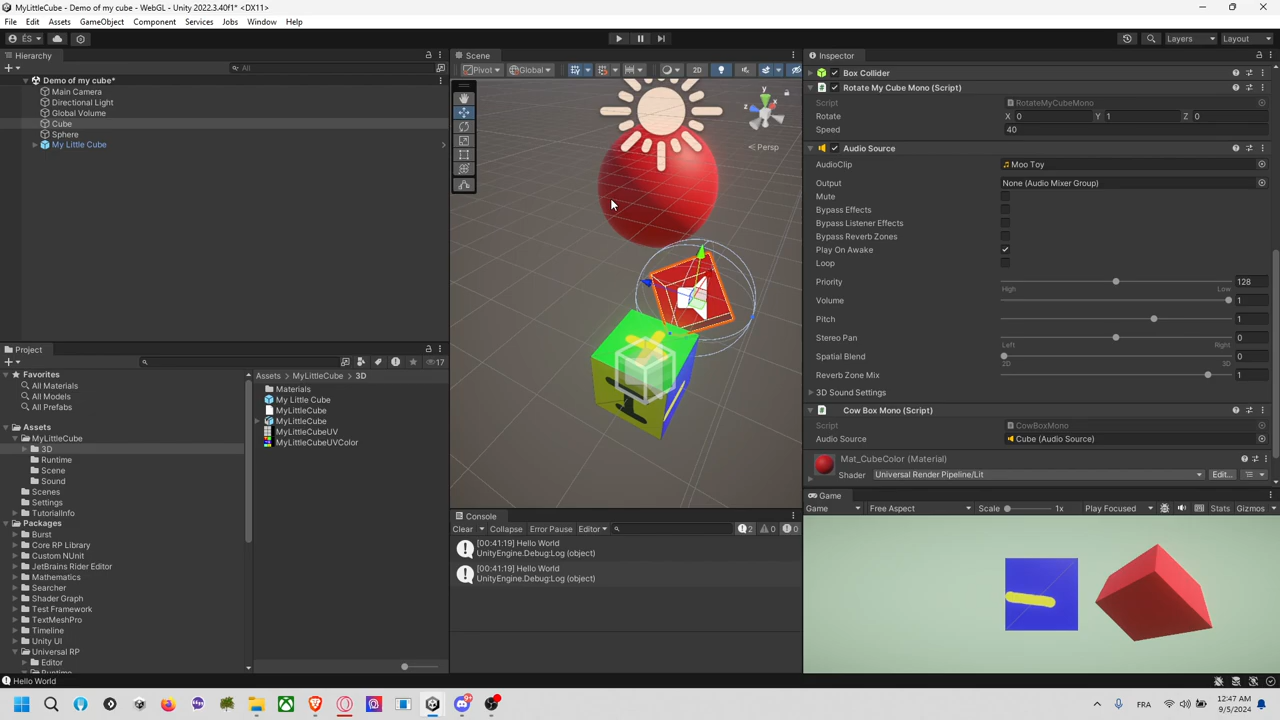 MyLittleCube - Demo of my cube - WebGL - Unity 2022.3.40f1* <DX11>
File Edit Assets GameObject Component Services Jobs Window Help
ÉS
Layers
Layout
Hierarchy
All
Demo of my cube*
Main Camera
Directional Light
Global Volume
Cube
Sphere
My Little Cube
Scene
Pivot
Global
2D
y
z
Persp
Project
17
Favorites
All Materials
All Models
All Prefabs
Assets
MyLittleCube
3D
Runtime
Scene
Sound
Scenes
Settings
TutorialInfo
Packages
Burst
Core RP Library
Custom NUnit
JetBrains Rider Editor
Mathematics
Searcher
Shader Graph
Test Framework
TextMeshPro
Timeline
Unity UI
Universal RP
Editor
Runtime
Assets MyLittleCube 3D
Materials
My Little Cube
MyLittleCube
MyLittleCube
MyLittleCubeUV
MyLittleCubeUVColor
Console
Clear Collapse Error Pause Editor 2 0 0
[00:41:19] Hello World
UnityEngine.Debug:Log (object)
[00:41:19] Hello World
UnityEngine.Debug:Log (object)
Inspector
Box Collider
Rotate My Cube Mono (Script)
Script RotateMyCubeMono
Rotate X 0 Y 1 Z 0
Speed 40
Audio Source
AudioClip Moo Toy
Output None (Audio Mixer Group)
Mute
Bypass Effects
Bypass Listener Effects
Bypass Reverb Zones
Play On Awake
Loop
Priority 128
High Low
Volume 1
Pitch 1
Stereo Pan 0
Left Right
Spatial Blend 0
2D 3D
Reverb Zone Mix 1
3D Sound Settings
Cow Box Mono (Script)
Script CowBoxMono
Audio Source Cube (Audio Source)
Mat_CubeColor (Material)
Shader Universal Render Pipeline/Lit Edit...
Game
Game Free Aspect Scale 1x Play Focused Stats Gizmos
Hello World
9+
FRA
12:47 AM
9/5/2024